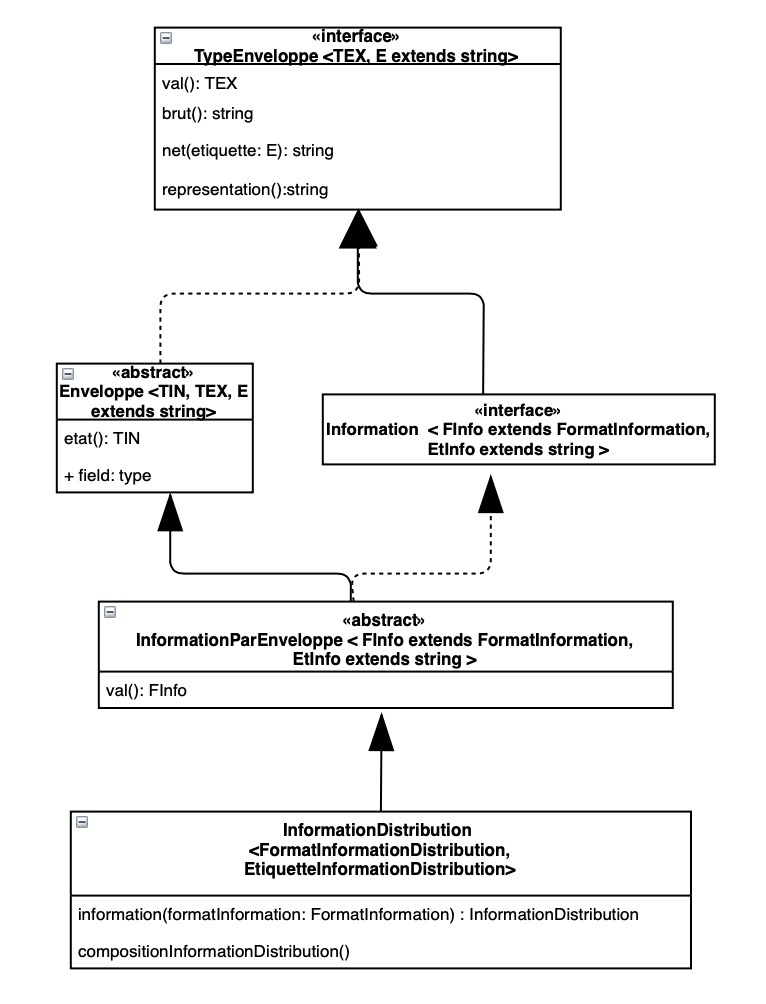 «interface»
TypeEnveloppe <TEX, E extends string>
val(): TEX
brut(): string
net(etiquette: E): string
representation():string
«abstract»
Enveloppe <TIN, TEX, E
extends string>
etat(): TIN
+ field: type
«interface»
Information < FInfo extends FormatInformation,
EtInfo extends string >
«abstract»
InformationParEnveloppe < FInfo extends FormatInformation,
EtInfo extends string >
val(): FInfo
InformationDistribution
<FormatInformationDistribution,
EtiquetteInformationDistribution>
information(formatInformation: FormatInformation) : InformationDistribution
compositionInformationDistribution()